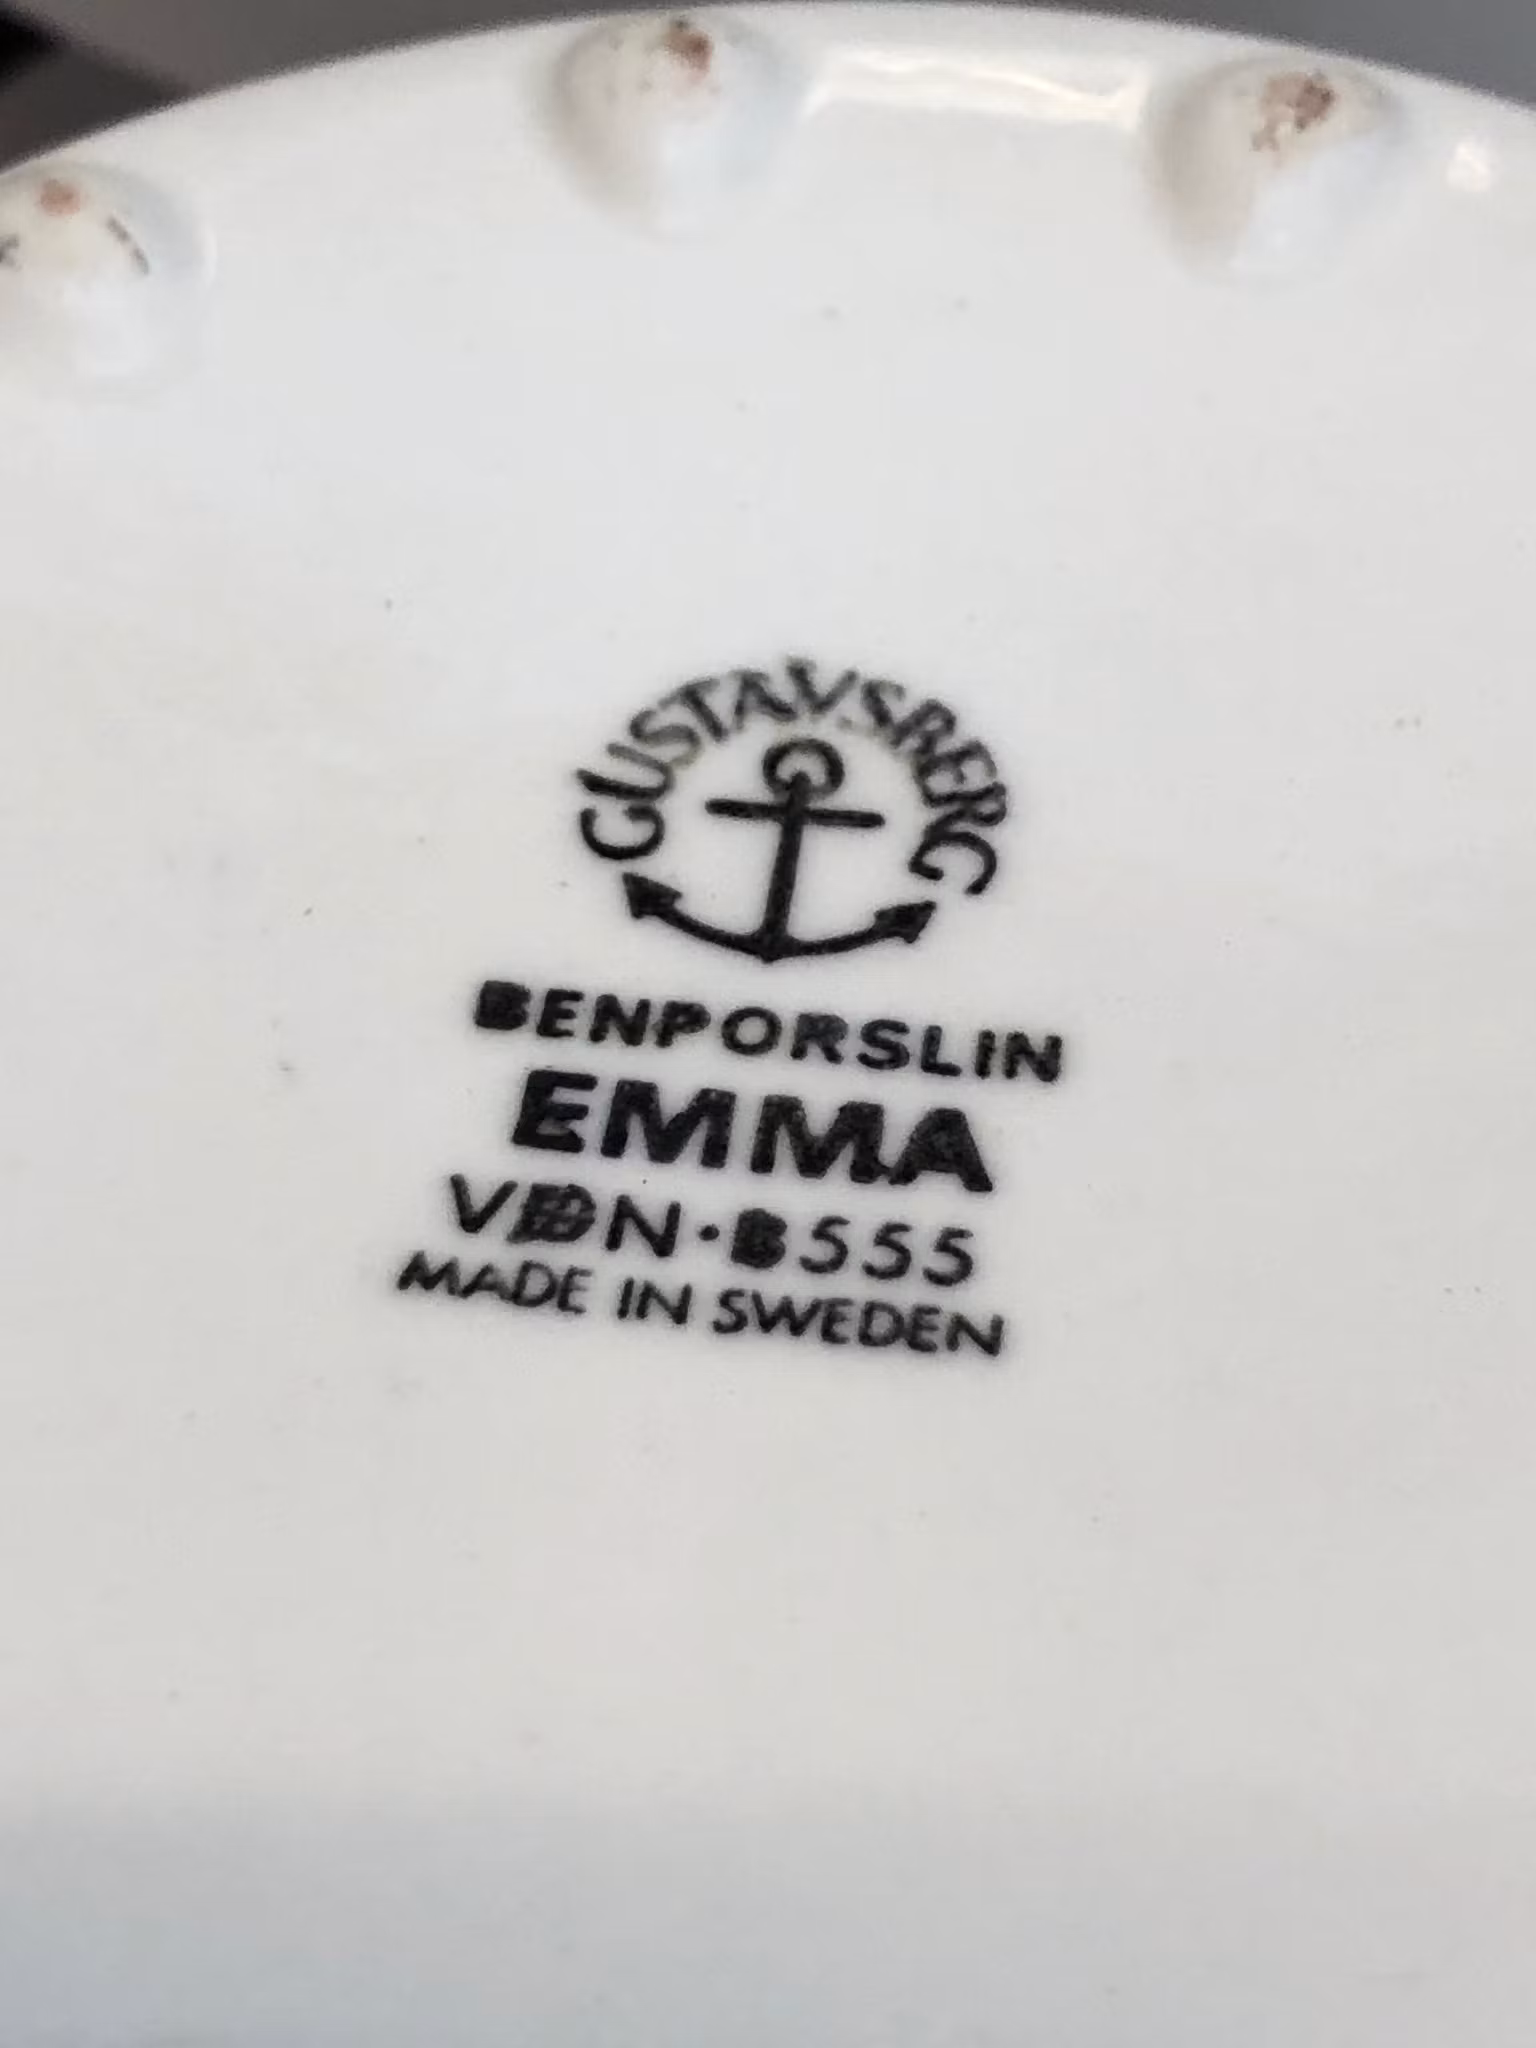 GUSTAVSBERG
BENPORSLIN
EMMA
VDN·B555
MADE IN SWEDEN